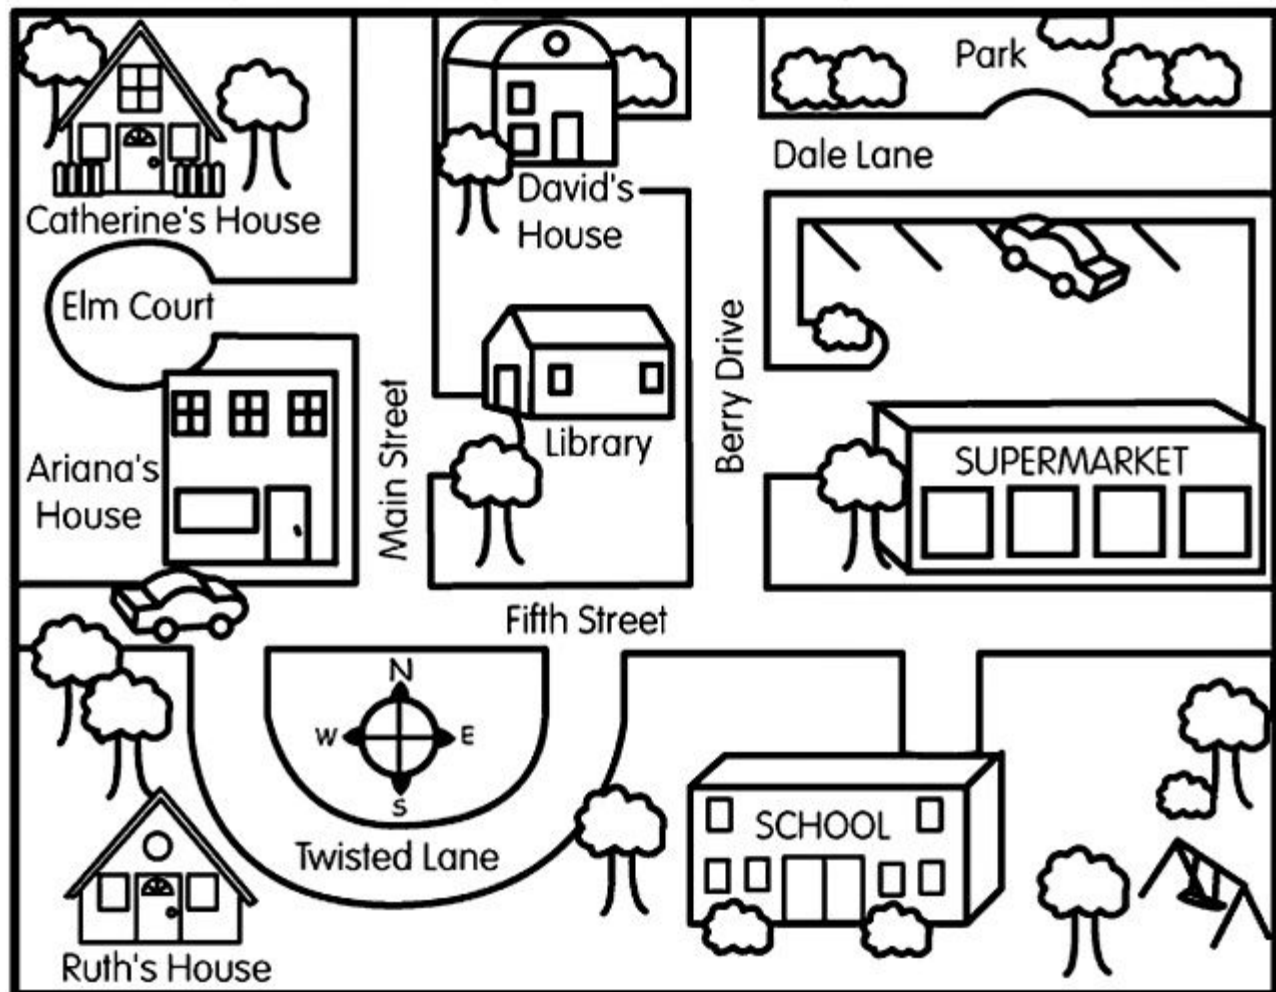 Park
Dale Lane
Catherine's House
David's
House
Elm Court
Main Street
Berry Drive
Library
Ariana's
House
SUPERMARKET
Fifth Street
N
W
E
S
SCHOOL
Twisted Lane
Ruth's House